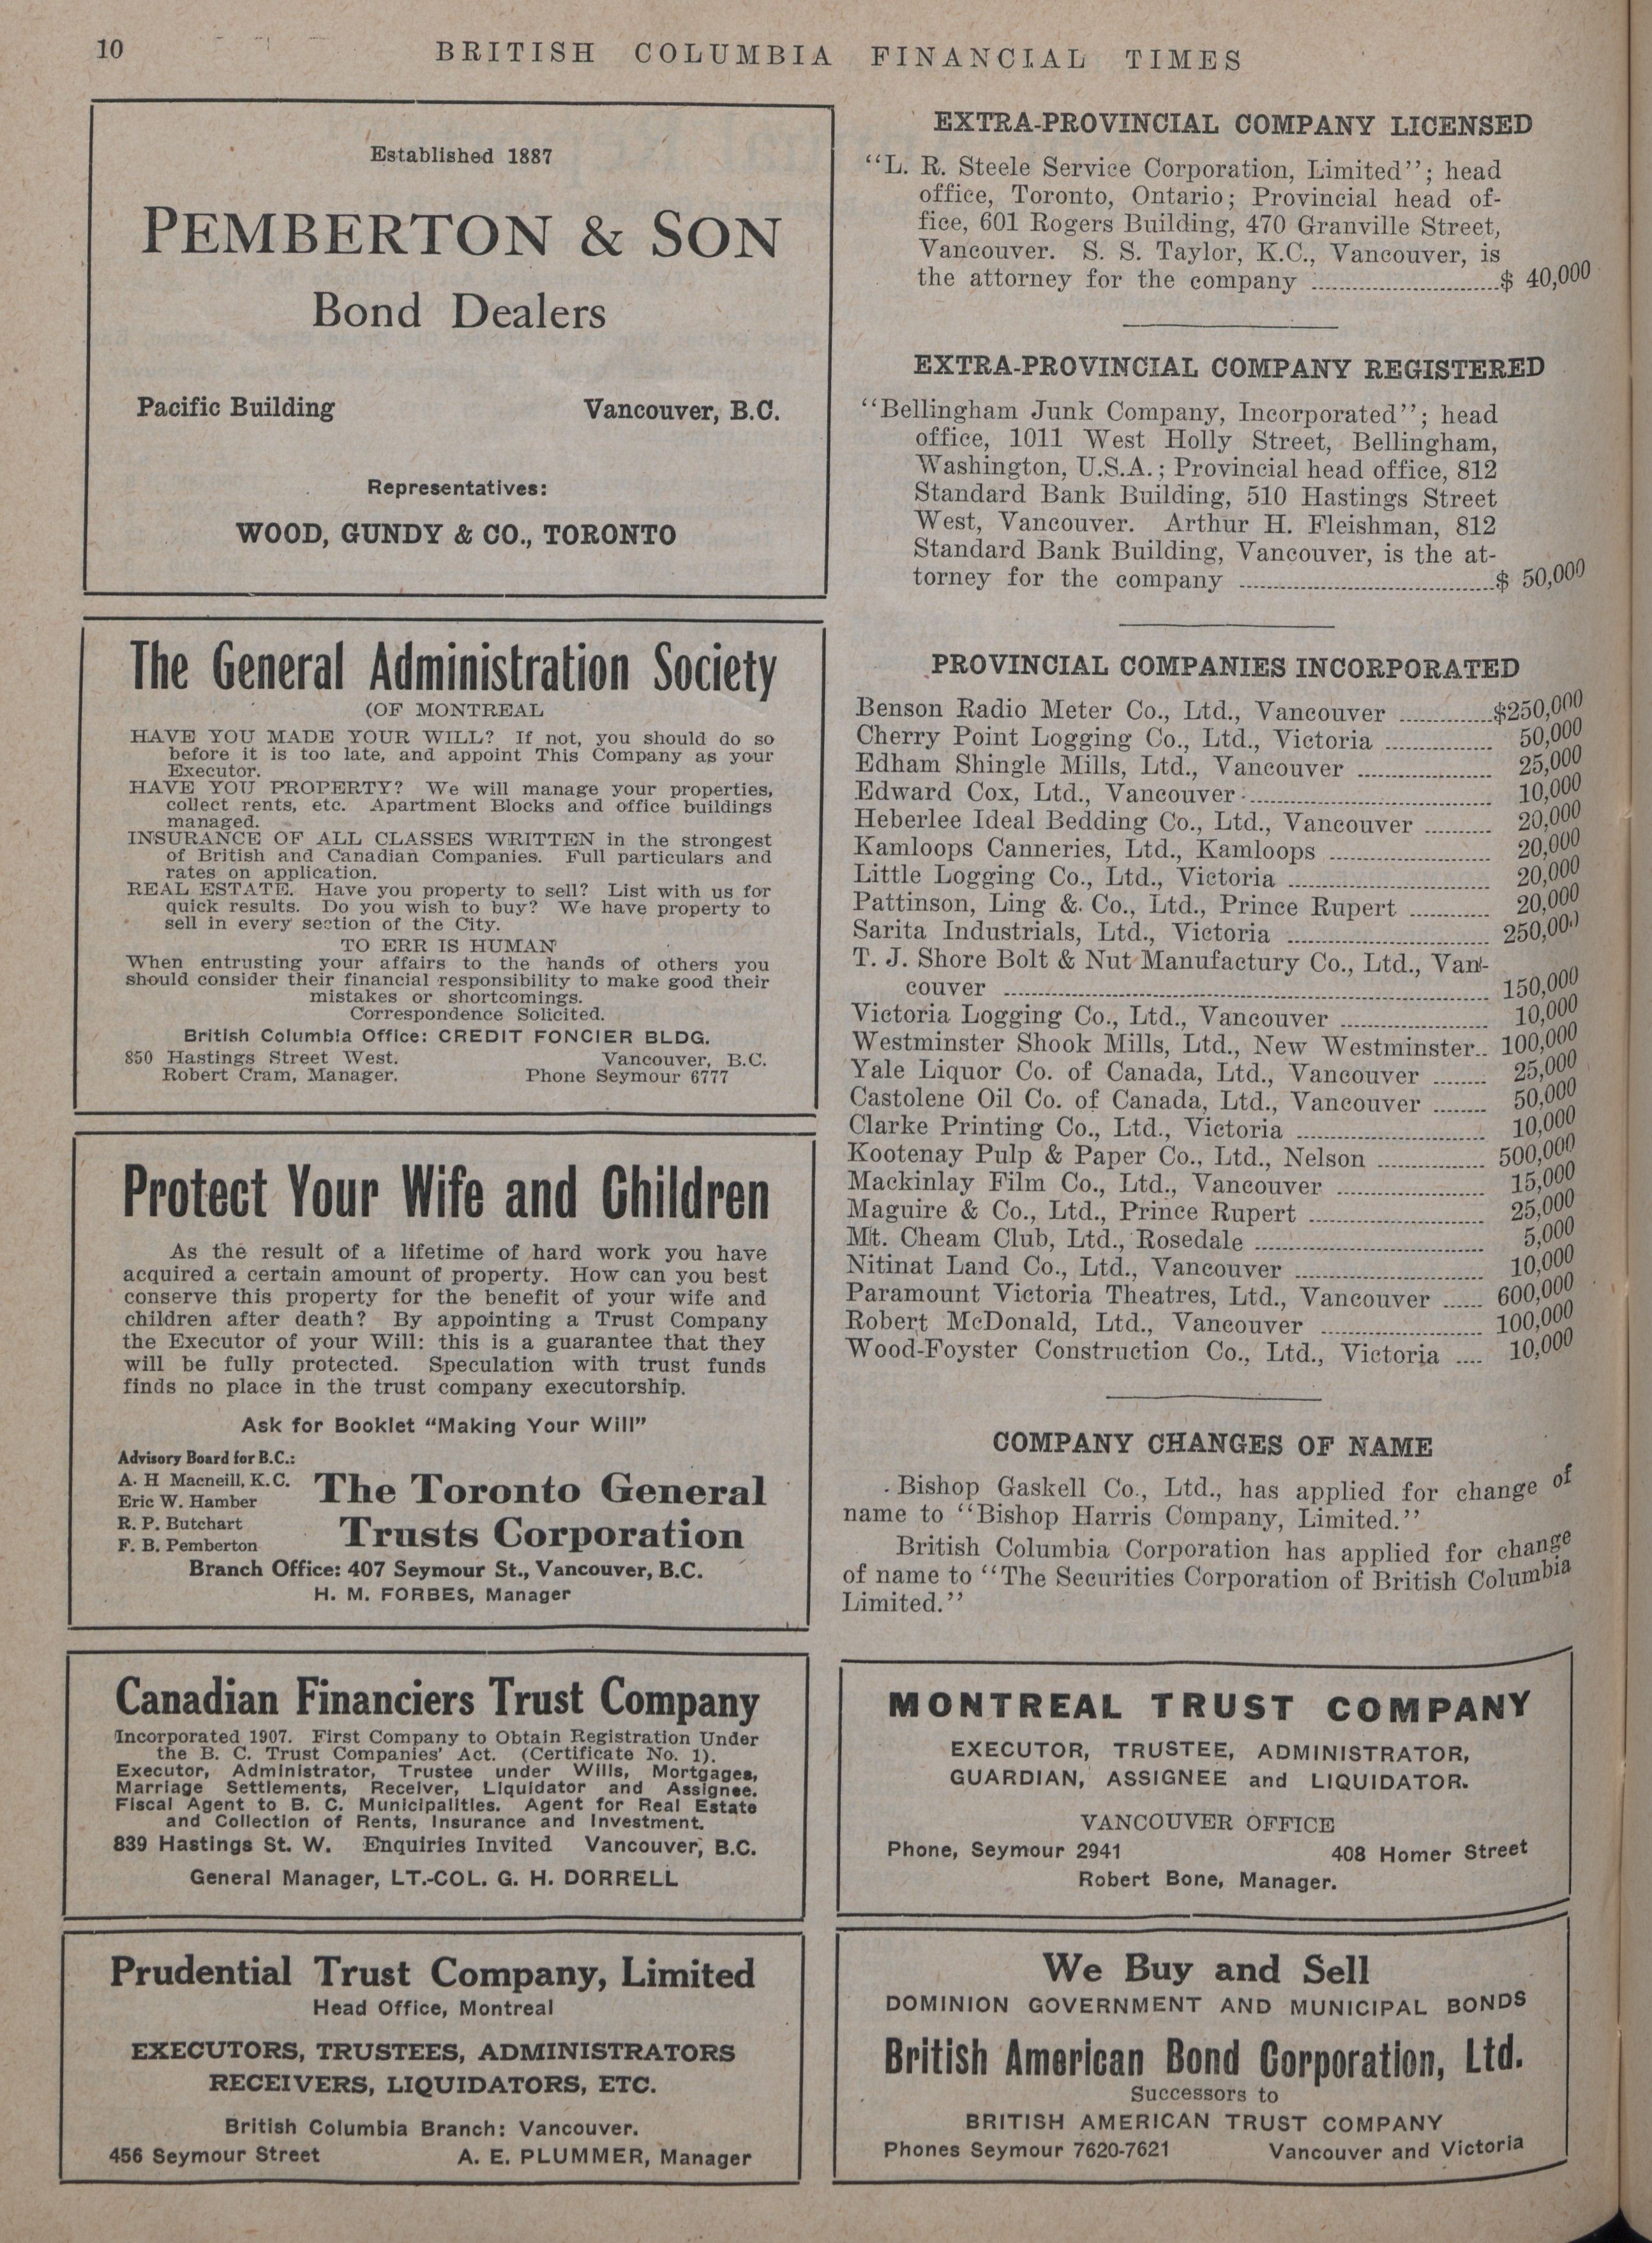 10
BRITISH COLUMBIA FINANCIAL TIMES
Established 1887
PEMBERTON & SON
Bond Dealers
Pacific Building Vancouver, B.C.
Representatives:
WOOD, GUNDY & CO., TORONTO
The General Administration Society
(OF MONTREAL
HAVE YOU MADE YOUR WILL? If not, you should do so
before it is too late, and appoint This Company as your
Executor.
HAVE YOU PROPERTY? We will manage your properties,
collect rents, etc. Apartment Blocks and office buildings
managed.
INSURANCE OF ALL CLASSES WRITTEN in the strongest
of British and Canadian Companies. Full particulars and
rates on application.
REAL ESTATE. Have you property to sell? List with us for
quick results. Do you wish to buy? We have property to
sell in every section of the City.
TO ERR IS HUMAN
When entrusting your affairs to the hands of others you
should consider their financial responsibility to make good their
mistakes or shortcomings.
Correspondence Solicited.
British Columbia Office: CREDIT FONCIER BLDG.
850 Hastings Street West. Vancouver, B.C.
Robert Cram, Manager. Phone Seymour 6777
Protect Your Wife and Children
As the result of a lifetime of hard work you have
acquired a certain amount of property. How can you best
conserve this property for the benefit of your wife and
children after death? By appointing a Trust Company
the Executor of your Will: this is a guarantee that they
will be fully protected. Speculation with trust funds
finds no place in the trust company executorship.
Ask for Booklet “Making Your Will”
Advisory Board for B.C.:
A. H Macneill, K.C.
Eric W. Hamber
R. P. Butchart
F. B. Pemberton
The Toronto General
Trusts Corporation
Branch Office: 407 Seymour St., Vancouver, B.C.
H. M. FORBES, Manager
Canadian Financiers Trust Company
Incorporated 1907. First Company to Obtain Registration Under
the B. C. Trust Companies' Act. (Certificate No. 1).
Executor, Administrator, Trustee under Wills, Mortgages,
Marriage Settlements, Receiver, Liquidator and Assignee.
Fiscal Agent to B. C. Municipalities. Agent for Real Estate
and Collection of Rents, Insurance and Investment.
839 Hastings St. W. Enquiries Invited Vancouver, B.C.
General Manager, LT.-COL. G. H. DORRELL
Prudential Trust Company, Limited
Head Office, Montreal
EXECUTORS, TRUSTEES, ADMINISTRATORS
RECEIVERS, LIQUIDATORS, ETC.
British Columbia Branch: Vancouver.
456 Seymour Street A. E. PLUMMER, Manager
EXTRA-PROVINCIAL COMPANY LICENSED
“L. R. Steele Service Corporation, Limited”; head
office, Toronto, Ontario; Provincial head of-
fice, 601 Rogers Building, 470 Granville Street,
Vancouver. S. S. Taylor, K.C., Vancouver, is
the attorney for the company ............ $ 40,000
EXTRA-PROVINCIAL COMPANY REGISTERED
“Bellingham Junk Company, Incorporated”; head
office, 1011 West Holly Street, Bellingham,
Washington, U.S.A.; Provincial head office, 812
Standard Bank Building, 510 Hastings Street
West, Vancouver. Arthur H. Fleishman, 812
Standard Bank Building, Vancouver, is the at-
torney for the company ............ $ 50,000
PROVINCIAL COMPANIES INCORPORATED
Benson Radio Meter Co., Ltd., Vancouver ............ $250,000
Cherry Point Logging Co., Ltd., Victoria ............ 50,000
Edham Shingle Mills, Ltd., Vancouver ............ 25,000
Edward Cox, Ltd., Vancouver ............ 10,000
Heberlee Ideal Bedding Co., Ltd., Vancouver ............ 20,000
Kamloops Canneries, Ltd., Kamloops ............ 20,000
Little Logging Co., Ltd., Victoria ............ 20,000
Pattinson, Ling &. Co., Ltd., Prince Rupert ............ 20,000
Sarita Industrials, Ltd., Victoria ............ 250,000
T. J. Shore Bolt & Nut Manufactury Co., Ltd., Van-
couver ............ 150,000
Victoria Logging Co., Ltd., Vancouver ............ 10,000
Westminster Shook Mills, Ltd., New Westminster.. 100,000
Yale Liquor Co. of Canada, Ltd., Vancouver ........ 25,000
Castolene Oil Co. of Canada, Ltd., Vancouver ........ 50,000
Clarke Printing Co., Ltd., Victoria ............ 10,000
Kootenay Pulp & Paper Co., Ltd., Nelson ............ 500,000
Mackinlay Film Co., Ltd., Vancouver ............ 15,000
Maguire & Co., Ltd., Prince Rupert ............ 25,000
Mt. Cheam Club, Ltd., Rosedale ............ 5,000
Nitinat Land Co., Ltd., Vancouver ............ 10,000
Paramount Victoria Theatres, Ltd., Vancouver ...... 600,000
Robert McDonald, Ltd., Vancouver ............ 100,000
Wood-Foyster Construction Co., Ltd., Victoria .... 10,000
COMPANY CHANGES OF NAME
Bishop Gaskell Co., Ltd., has applied for change of
name to “Bishop Harris Company, Limited.”
British Columbia Corporation has applied for change
of name to “The Securities Corporation of British Columbia
Limited.”
MONTREAL TRUST COMPANY
EXECUTOR, TRUSTEE, ADMINISTRATOR,
GUARDIAN, ASSIGNEE and LIQUIDATOR.
VANCOUVER OFFICE
Phone, Seymour 2941 408 Homer Street
Robert Bone, Manager.
We Buy and Sell
DOMINION GOVERNMENT AND MUNICIPAL BONDS
British American Bond Corporation, Ltd.
Successors to
BRITISH AMERICAN TRUST COMPANY
Phones Seymour 7620-7621 Vancouver and Victoria